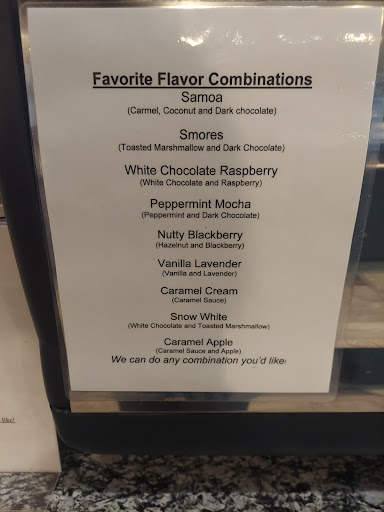 Favorite Flavor Combinations
Samoa
(Carmel, Coconut and Dark chocolate)
Smores
(Toasted Marshmallow and Dark Chocolate)
White Chocolate Raspberry
(White Chocolate and Raspberry)
Peppermint Mocha
(Peppermint and Dark Chocolate)
Nutty Blackberry
(Hazelnut and Blackberry)
Vanilla Lavender
(Vanilla and Lavender)
Caramel Cream
(Caramel Sauce)
Snow White
(White Chocolate and Toasted Marshmallow)
Caramel Apple
(Caramel Sauce and Apple)
We can do any combination you'd like!
like!